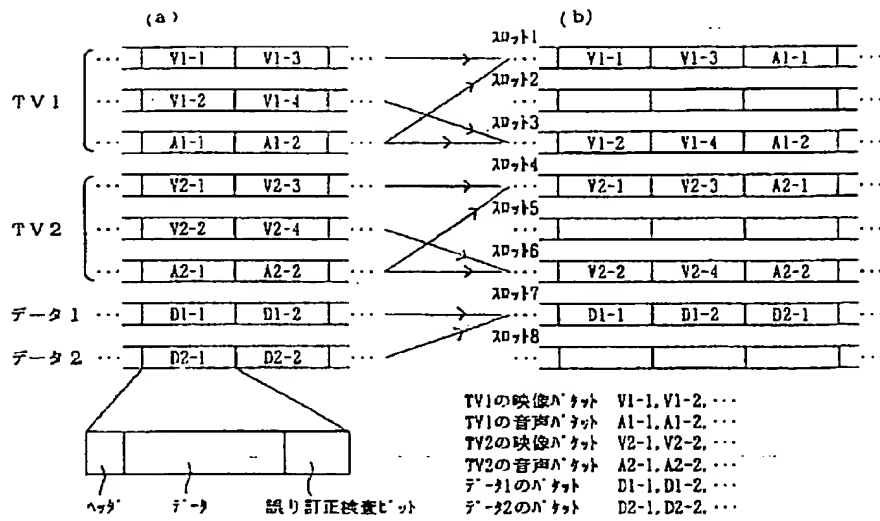 (a)
TV1
··· V1-1 V1-3 ···
··· V1-2 V1-4 ···
··· A1-1 A1-2 ···
TV2
··· V2-1 V2-3 ···
··· V2-2 V2-4 ···
··· A2-1 A2-2 ···
データ1 ··· D1-1 D1-2 ···
データ2 ··· D2-1 D2-2 ···
ヘッダ データ 誤り訂正検査ビット
(b)
スロット1
··· V1-1 V1-3 A1-1 ···
スロット2
···
スロット3
··· V1-2 V1-4 A1-2 ···
スロット4
··· V2-1 V2-3 A2-1 ···
スロット5
スロット6
··· V2-2 V2-4 A2-2 ···
スロット7
··· D1-1 D1-2 D2-1 ···
スロット8
···
TV1の映像パケット V1-1,V1-2,···
TV1の音声パケット A1-1,A1-2,···
TV2の映像パケット V2-1,V2-2,···
TV2の音声パケット A2-1,A2-2,···
データ1のパケット D1-1,D1-2,···
データ2のパケット D2-1,D2-2,···